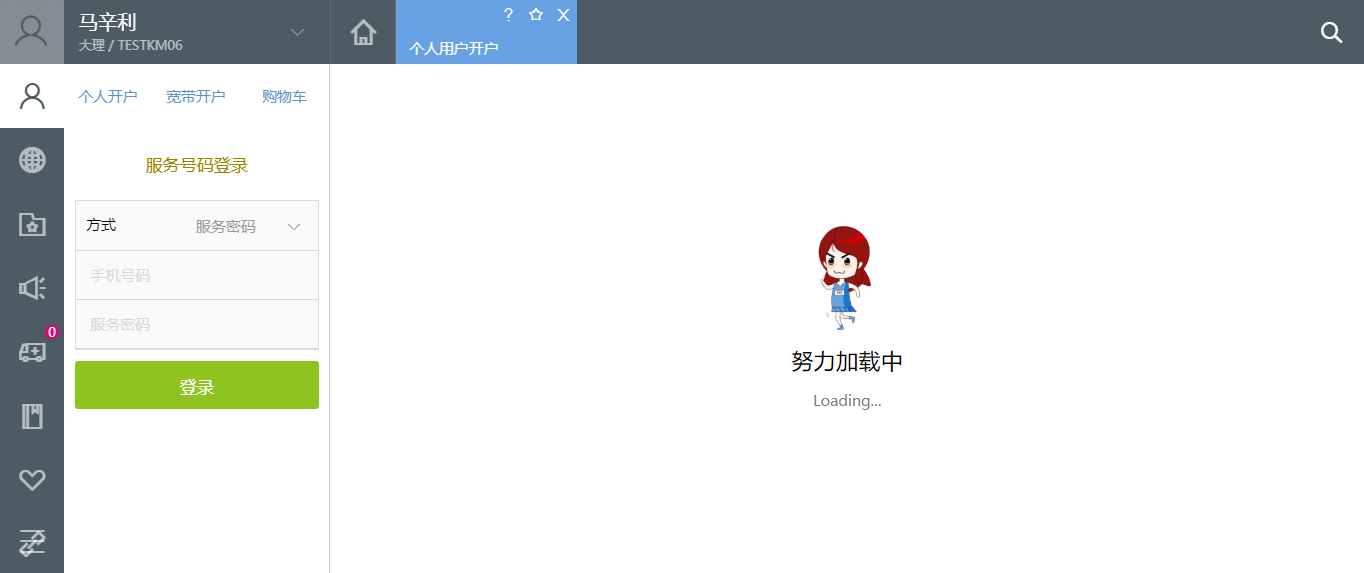 马辛利
大理 / TESTKM06
? X
个人用户开户
个人开户 宽带开户 购物车
服务号码登录
方式 服务密码
手机号码
服务密码
0
登录
努力加载中
Loading...